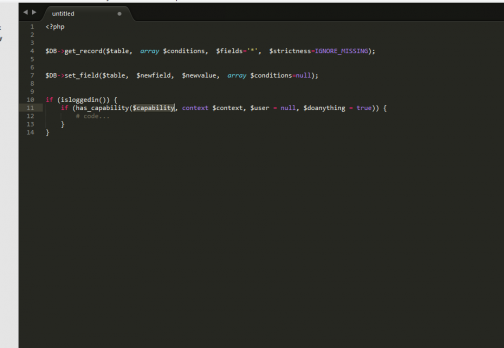 untitled
1 <?php
2
3
4 $DB->get_record($table, array $conditions, $fields='*', $strictness=IGNORE_MISSING);
5
6
7 $DB->set_field($table, $newfield, $newvalue, array $conditions=null);
8
9
10 if (isloggedin()) {
11 if (has_capability($capability, context $context, $user = null, $doanything = true)) {
12 # code...
13 }
14 }